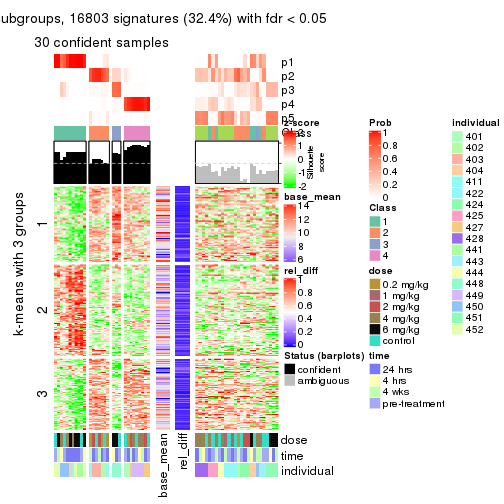 ubgroups, 16803 signatures (32.4%) with fdr < 0.05
30 confident samples
p1
p2
p3
p4
p5
z-score
Class
2
1
0
-1
-2
Silhouette
score
k-means with 3 groups
1
2
3
base_mean
14
12
10
8
6
rel_diff
1
0.8
0.6
0.4
0.2
0
Status (barplots)
confident
ambiguous
Prob
1
0.8
0.6
0.4
0.2
0
Class
1
2
3
4
dose
0.2 mg/kg
1 mg/kg
2 mg/kg
4 mg/kg
6 mg/kg
control
time
24 hrs
4 hrs
4 wks
pre-treatment
individual
401
402
403
404
411
422
424
425
427
428
441
443
444
448
449
450
451
452
dose
time
individual
base_mean
rel_diff